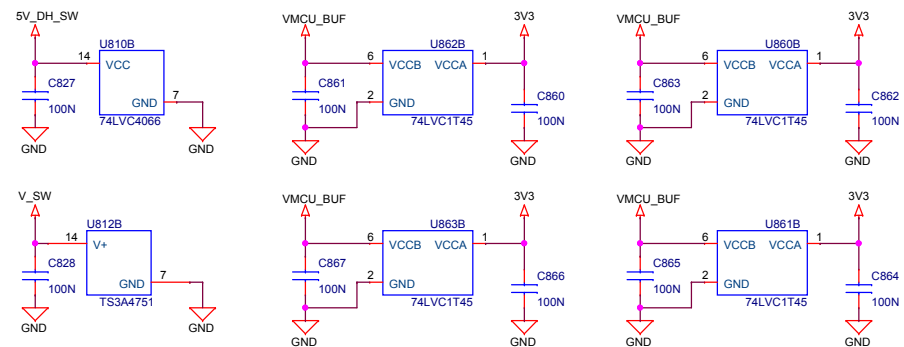 5V_DH_SW
VMCU_BUF
3V3
VMCU_BUF
3V3
U810B
U862B
U860B
14
VCC
6
VCCB
VCCA
1
6
VCCB
VCCA
1
C827
C861
C863
100N
GND
7
100N
2
GND
C860
100N
2
GND
C862
100N
100N
74LVC4066
74LVC1T45
74LVC1T45
GND
GND
GND
GND
GND
GND
V_SW
VMCU_BUF
3V3
VMCU_BUF
3V3
U812B
U863B
U861B
14
V+
6
VCCB
VCCA
1
6
VCCB
VCCA
1
C828
C867
C865
100N
GND
7
100N
2
GND
C866
100N
2
GND
C864
100N
100N
TS3A4751
74LVC1T45
74LVC1T45
GND
GND
GND
GND
GND
GND